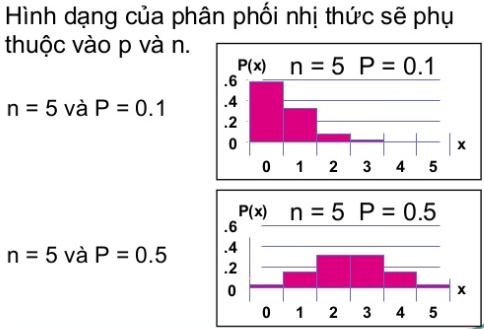 Hình dạng của phân phối nhị thức sẽ phụ
thuộc vào p và n.
n = 5 và P = 0.1
P(x) n = 5 P = 0.1
.6
.4
.2
0
x
0 1 2 3 4 5
n = 5 và P = 0.5
P(x) n = 5 P = 0.5
.6
.4
.2
0
x
0 1 2 3 4 5